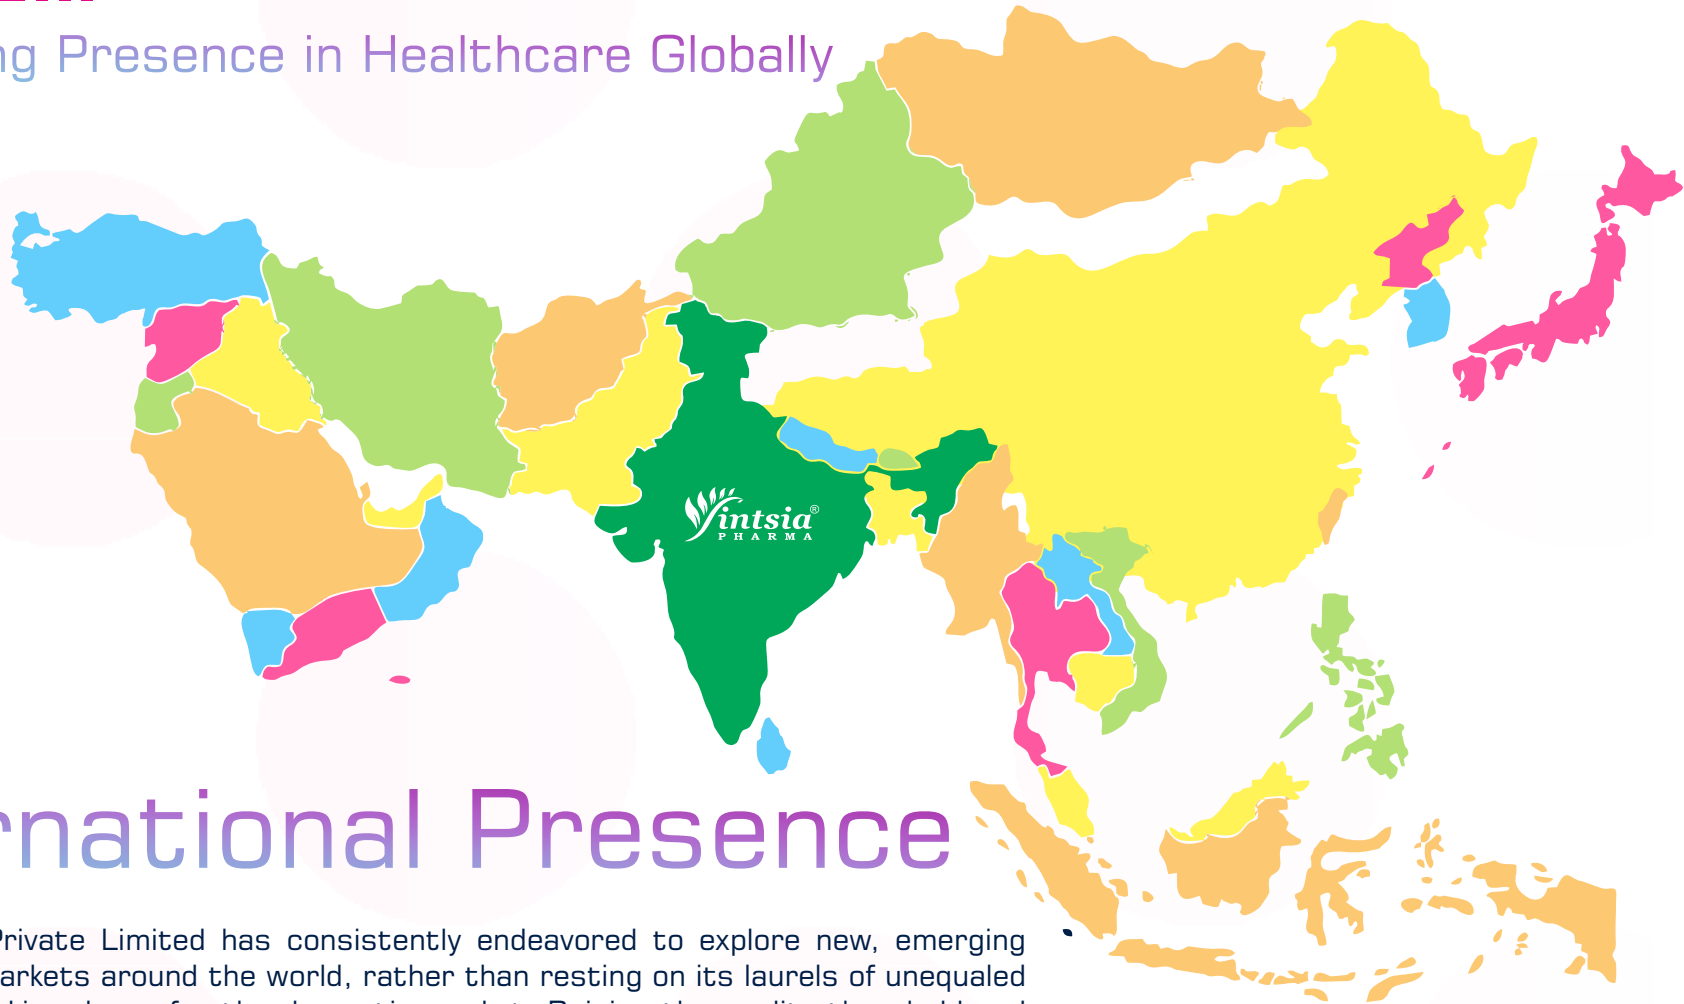 ng Presence in Healthcare Globally
intsia®
PHARMA
rnational Presence
Private Limited has consistently endeavored to explore new, emerging
arkets around the world, rather than resting on its laurels of unequaled